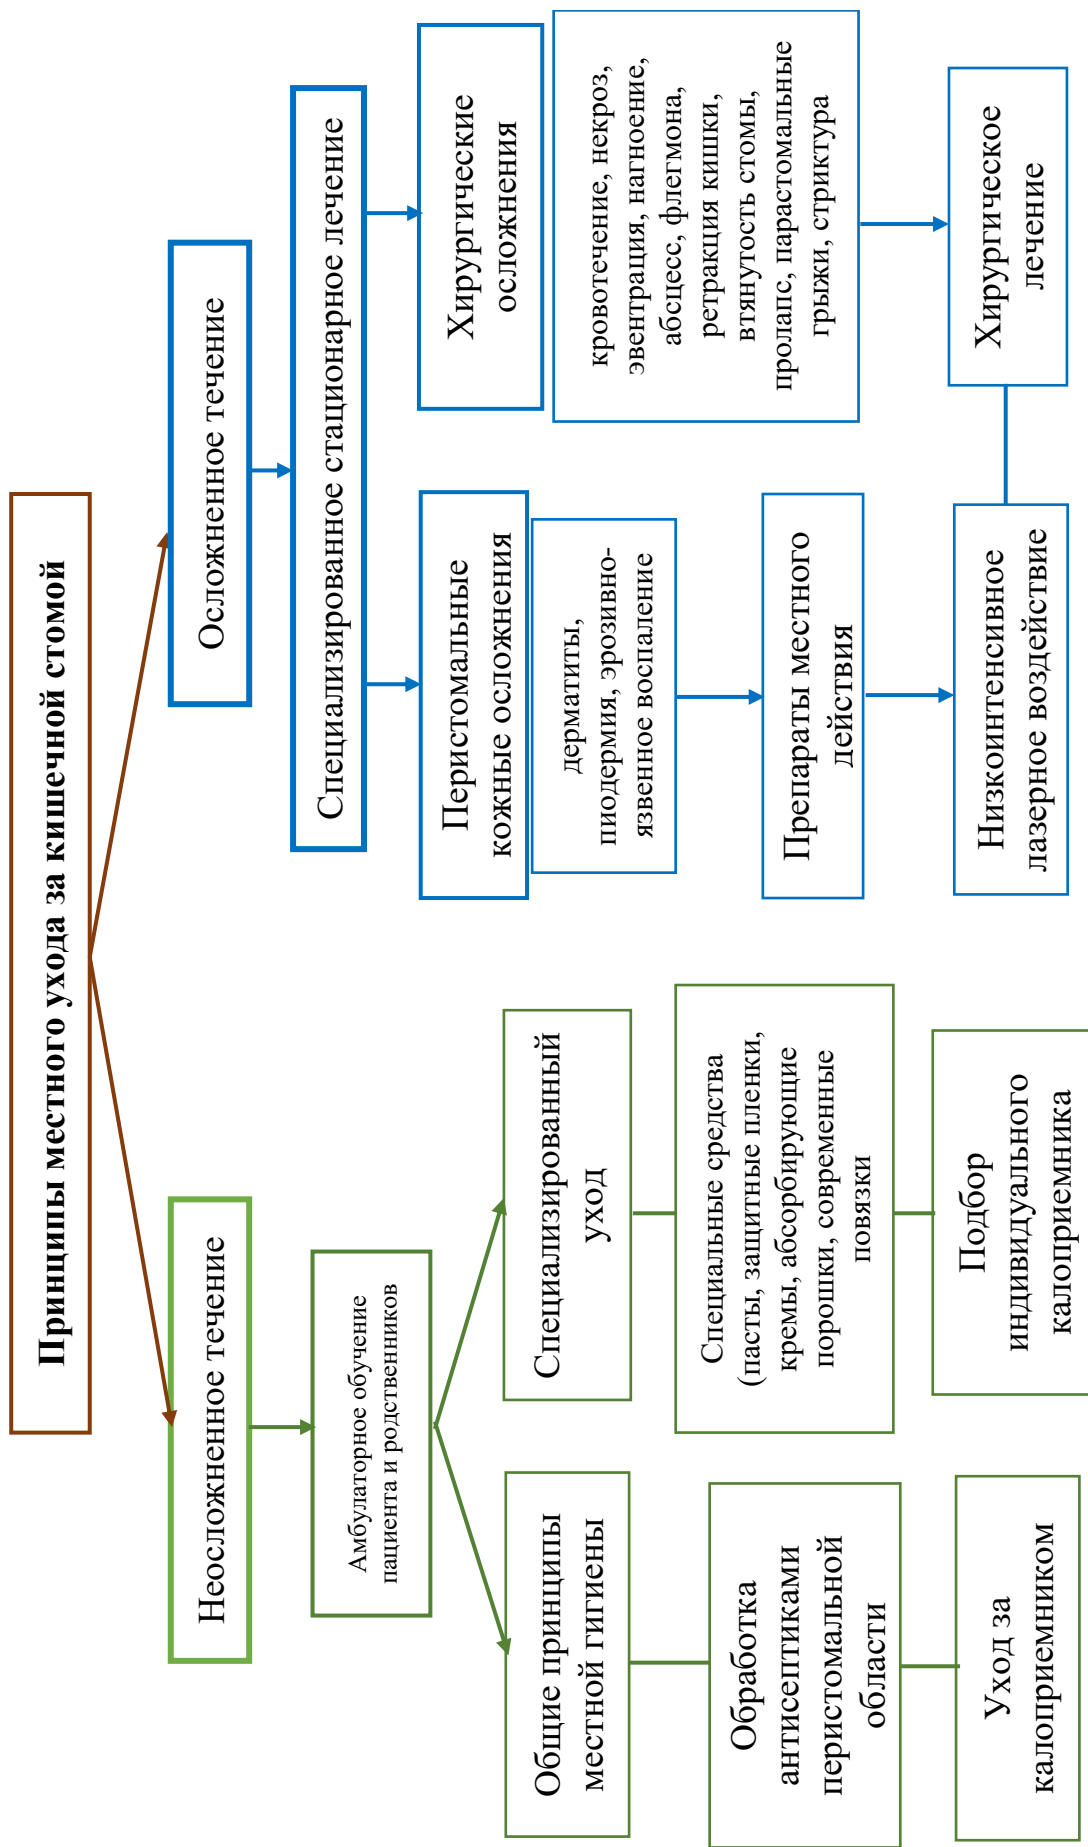 Принципы местного ухода за кишечной стомой
Неосложненное течение
Осложненное течение
Амбулаторное обучение
пациента и родственников
Специализированное стационарное лечение
Общие принципы
местной гигиены
Специализированный
уход
Перистомальные
кожные осложнения
Хирургические
осложнения
Обработка
антисептиками
перистомальной
области
Специальные средства
(пасты, защитные пленки,
кремы, абсорбирующие
порошки, современные
повязки
дерматиты,
пиодермия, эрозивно-
язвенное воспаление
кровотечение, некроз,
эвентрация, нагноение,
абсцесс, флегмона,
ретракция кишки,
втянутость стомы,
пролапс, парастомальные
грыжи, стриктура
Препараты местного
действия
Уход за
калоприемником
Подбор
индивидуального
калоприемника
Низкоинтенсивное
лазерное воздействие
Хирургическое
лечение